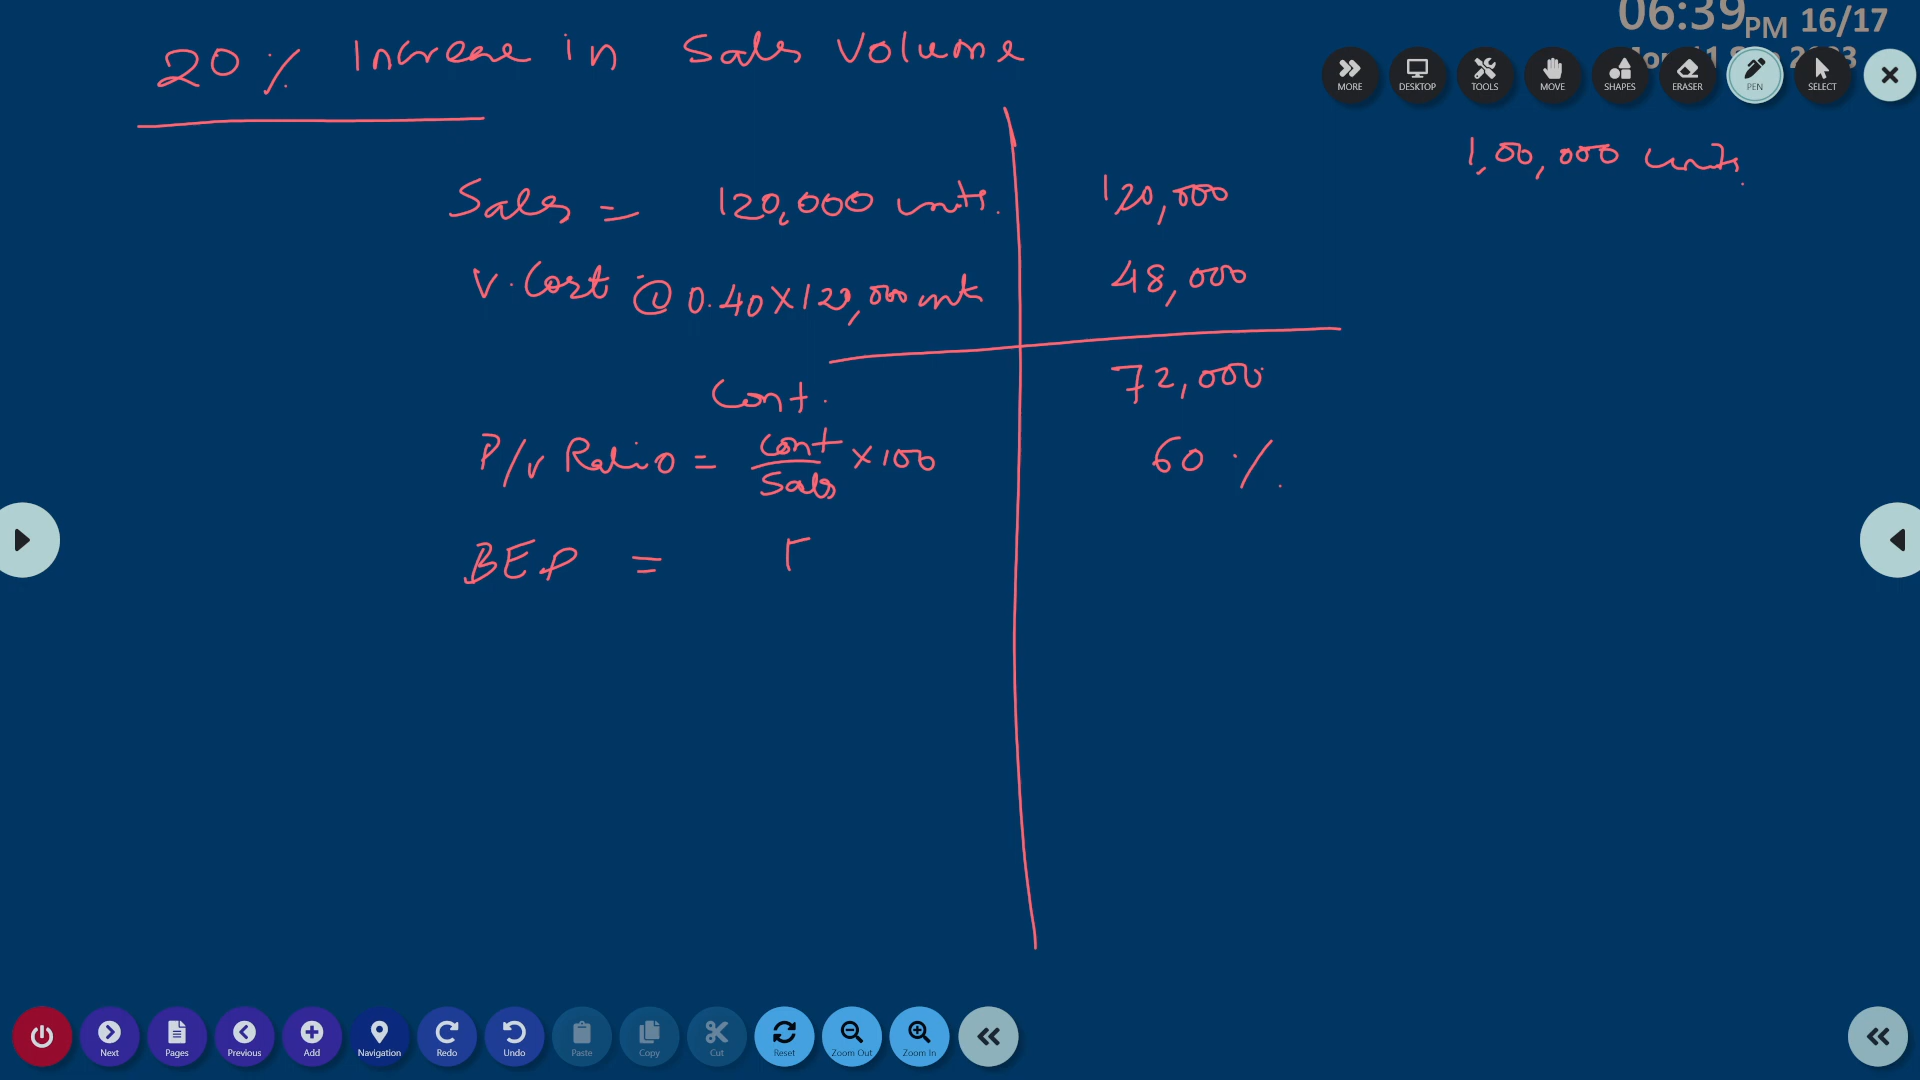 06:39 PM 16/17
20% Increase in Sales Volume
MORE DESKTOP TOOLS MOVE SHAPES ERASER PEN SELECT
1,00,000 units.
Sales = 120,000 units. 120,000
V. Cost @ 0.40 X 120,000 units 48,000
Cont. 72,000
P/V Ratio = cont/Sales X 100 60%.
BEP =
Next Pages Previous Add Navigation Redo Undo Paste Copy Cut Reset Zoom Out Zoom In